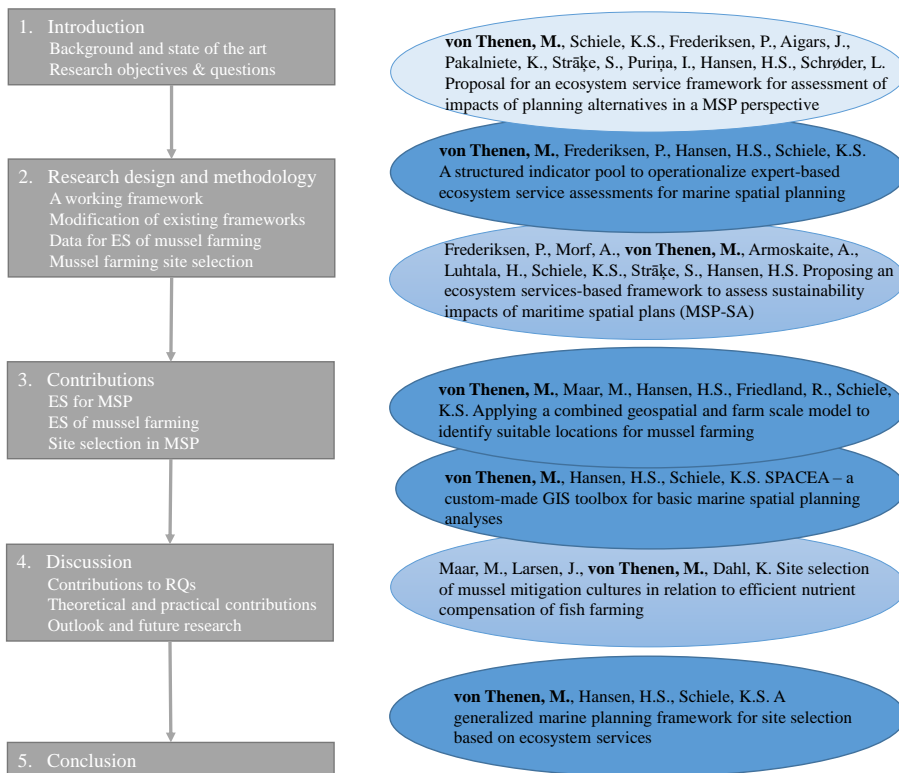 1. Introduction
Background and state of the art
Research objectives & questions
2. Research design and methodology
A working framework
Modification of existing frameworks
Data for ES of mussel farming
Mussel farming site selection
3. Contributions
ES for MSP
ES of mussel farming
Site selection in MSP
4. Discussion
Contributions to RQs
Theoretical and practical contributions
Outlook and future research
5. Conclusion
von Thenen, M., Schiele, K.S., Frederiksen, P., Aigars, J.,
Pakalniete, K., Strāķe, S., Puriņa, I., Hansen, H.S., Schrøder, L.
Proposal for an ecosystem service framework for assessment of
impacts of planning alternatives in a MSP perspective
von Thenen, M., Frederiksen, P., Hansen, H.S., Schiele, K.S.
A structured indicator pool to operationalize expert-based
ecosystem service assessments for marine spatial planning
Frederiksen, P., Morf, A., von Thenen, M., Armoskaite, A.,
Luhtala, H., Schiele, K.S., Strāķe, S., Hansen, H.S. Proposing an
ecosystem services-based framework to assess sustainability
impacts of maritime spatial plans (MSP-SA)
von Thenen, M., Maar, M., Hansen, H.S., Friedland, R., Schiele,
K.S. Applying a combined geospatial and farm scale model to
identify suitable locations for mussel farming
von Thenen, M., Hansen, H.S., Schiele, K.S. SPACEA – a
custom-made GIS toolbox for basic marine spatial planning
analyses
Maar, M., Larsen, J., von Thenen, M., Dahl, K. Site selection
of mussel mitigation cultures in relation to efficient nutrient
compensation of fish farming
von Thenen, M., Hansen, H.S., Schiele, K.S. A
generalized marine planning framework for site selection
based on ecosystem services